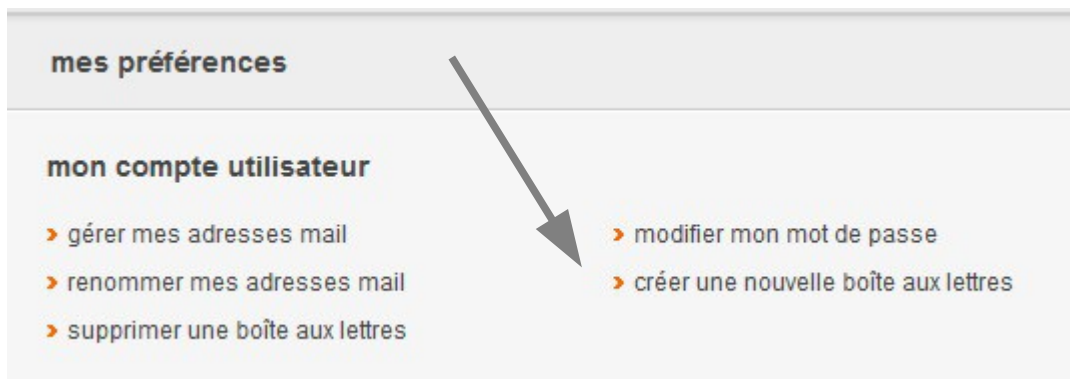 mes préférences
mon compte utilisateur
gérer mes adresses mail
renommer mes adresses mail
supprimer une boîte aux lettres
modifier mon mot de passe
créer une nouvelle boîte aux lettres